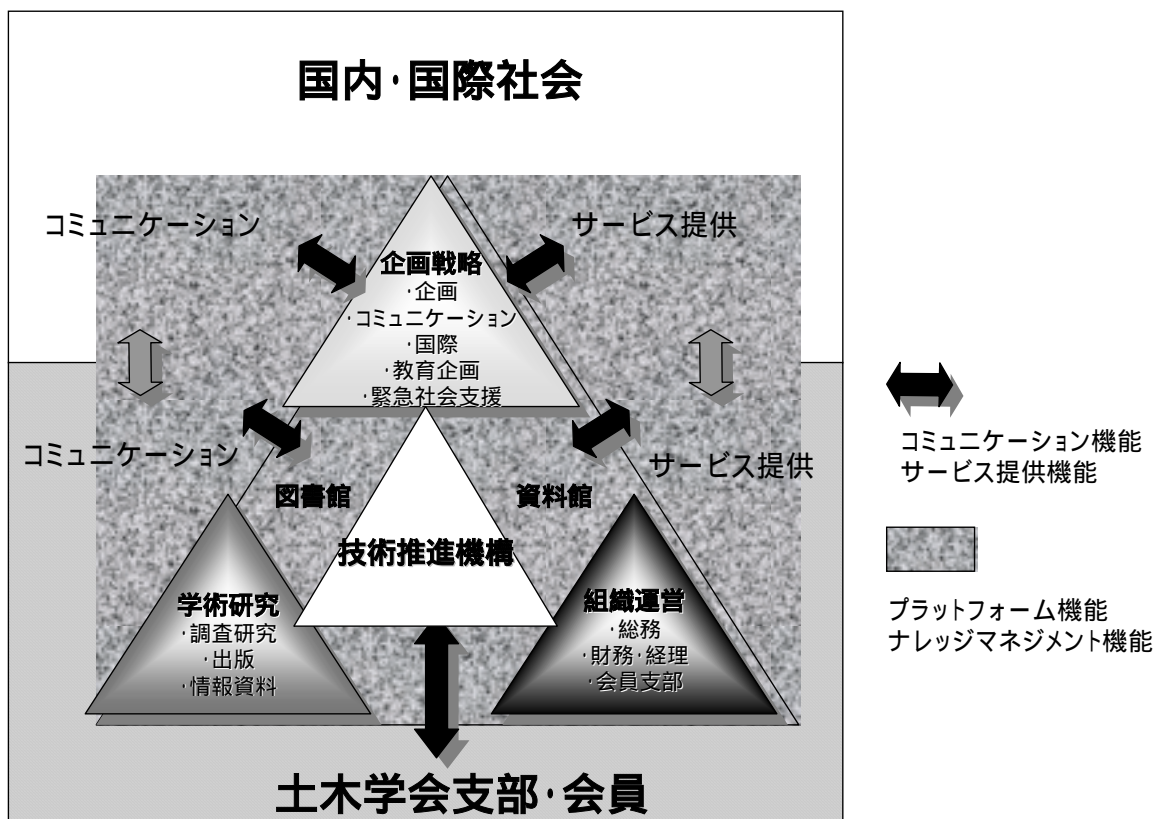 国内・国際社会
コミュニケーション
サービス提供
企画戦略
・企画
・コミュニケーション
・国際
・教育企画
・緊急社会支援
コミュニケーション
サービス提供
図書館
資料館
技術推進機構
学術研究
・調査研究
・出版
・情報資料
組織運営
・総務
・財務・経理
・会員支部
土木学会支部・会員
コミュニケーション機能
サービス提供機能
プラットフォーム機能
ナレッジマネジメント機能